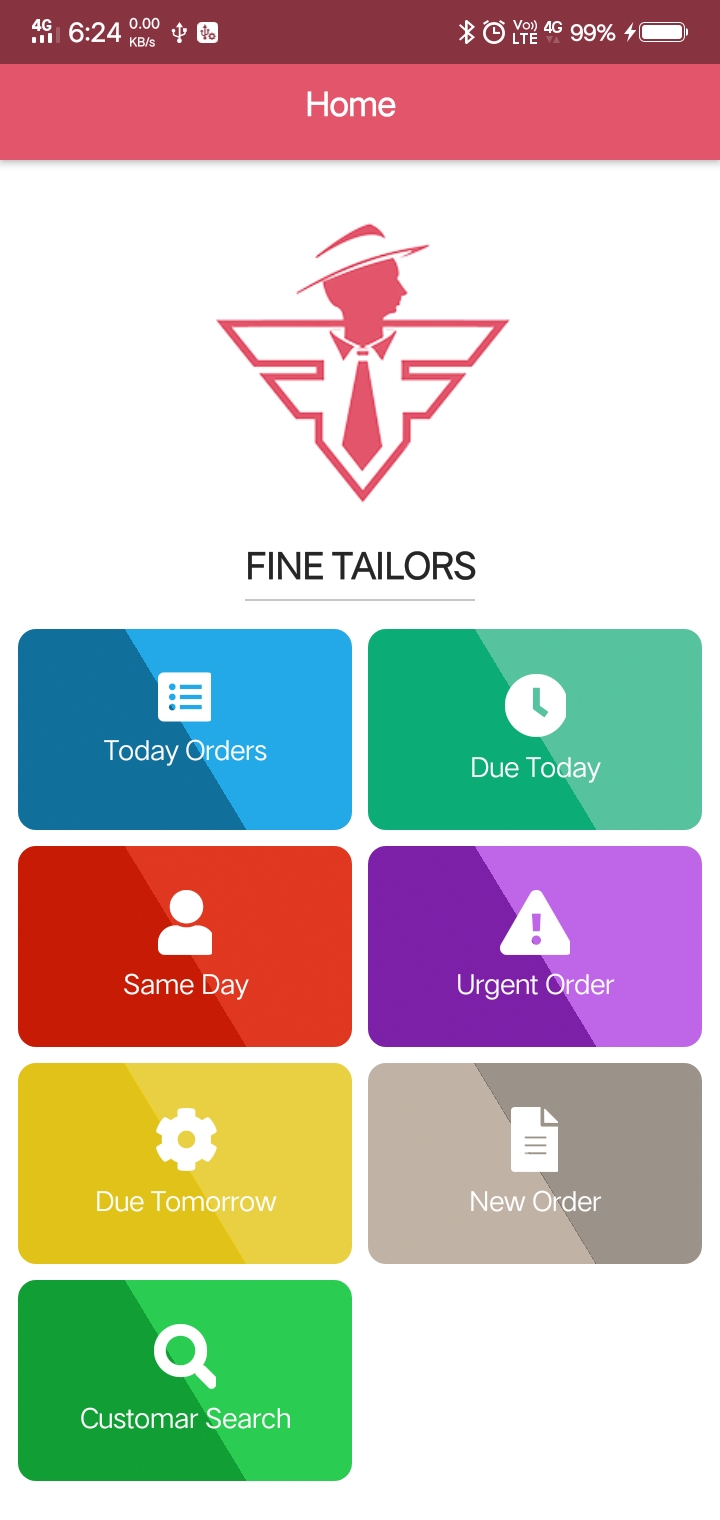 4G 6:24 0.00 KB/s Vo)) LTE 4G 99%
Home
FINE TAILORS
Today Orders
Due Today
Same Day
Urgent Order
Due Tomorrow
New Order
Customar Search